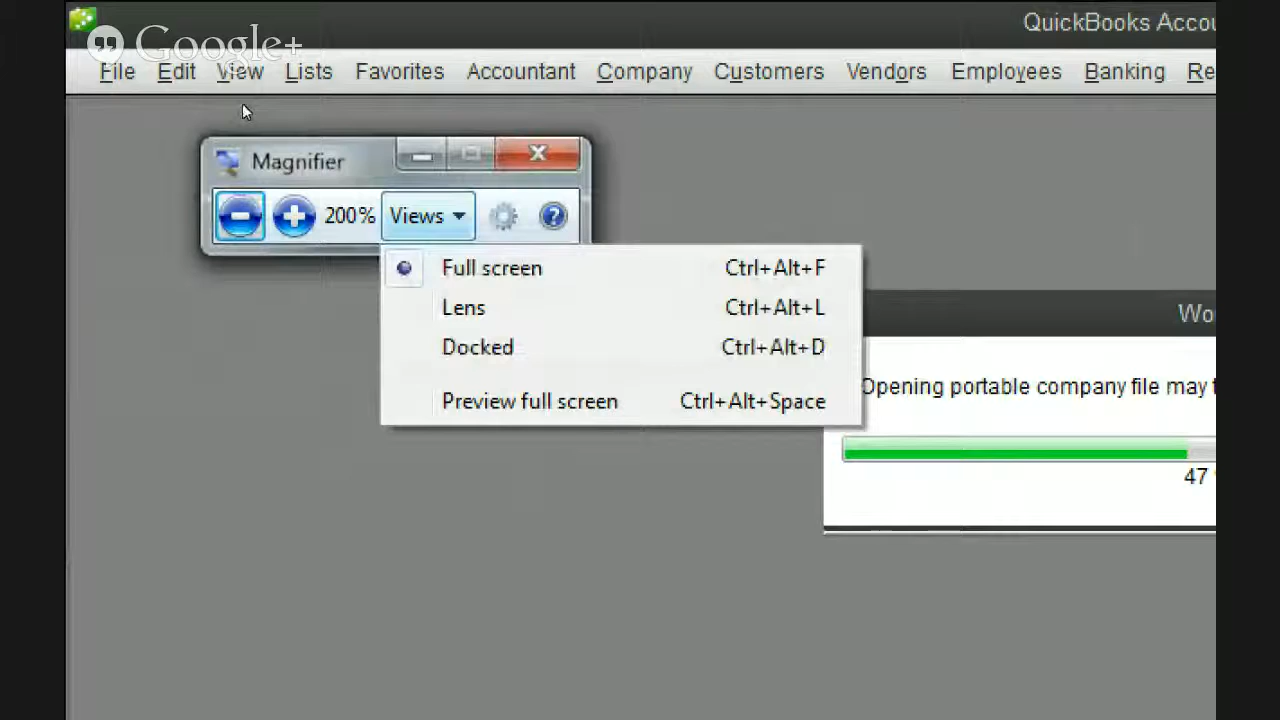 QuickBooks Accou
Google+
File Edit View Lists Favorites Accountant Company Customers Vendors Employees Banking Re
Magnifier
200% Views
Full screen Ctrl+Alt+F
Lens Ctrl+Alt+L
Docked Ctrl+Alt+D
Preview full screen Ctrl+Alt+Space
Wo
Opening portable company file may
47